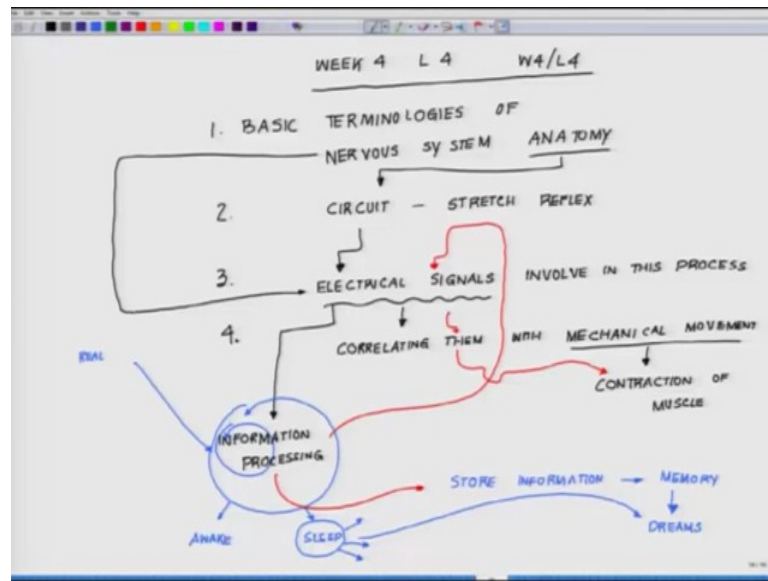 WEEK 4 L 4 W4/L4
1. BASIC TERMINOLOGIES OF
NERVOUS SYSTEM ANATOMY
2. CIRCUIT – STRETCH REFLEX
3. ELECTRICAL SIGNALS INVOLVE IN THIS PROCESS
4. CORRELATING THEM WITH MECHANICAL MOVEMENT
CONTRACTION OF
MUSCLE
REAL
INFORMATION
PROCESSING
STORE INFORMATION → MEMORY
DREAMS
AWAKE
SLEEP